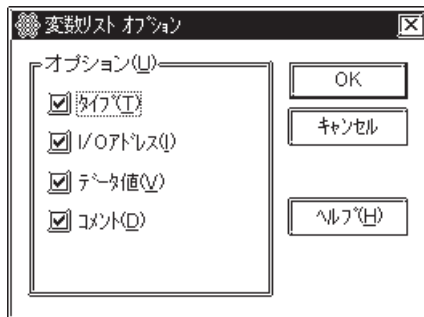 変数リスト オプション
オプション(U)
タイプ(T)
I/Oアドレス(I)
データ値(V)
コメント(D)
OK
キャンセル
ヘルプ(H)